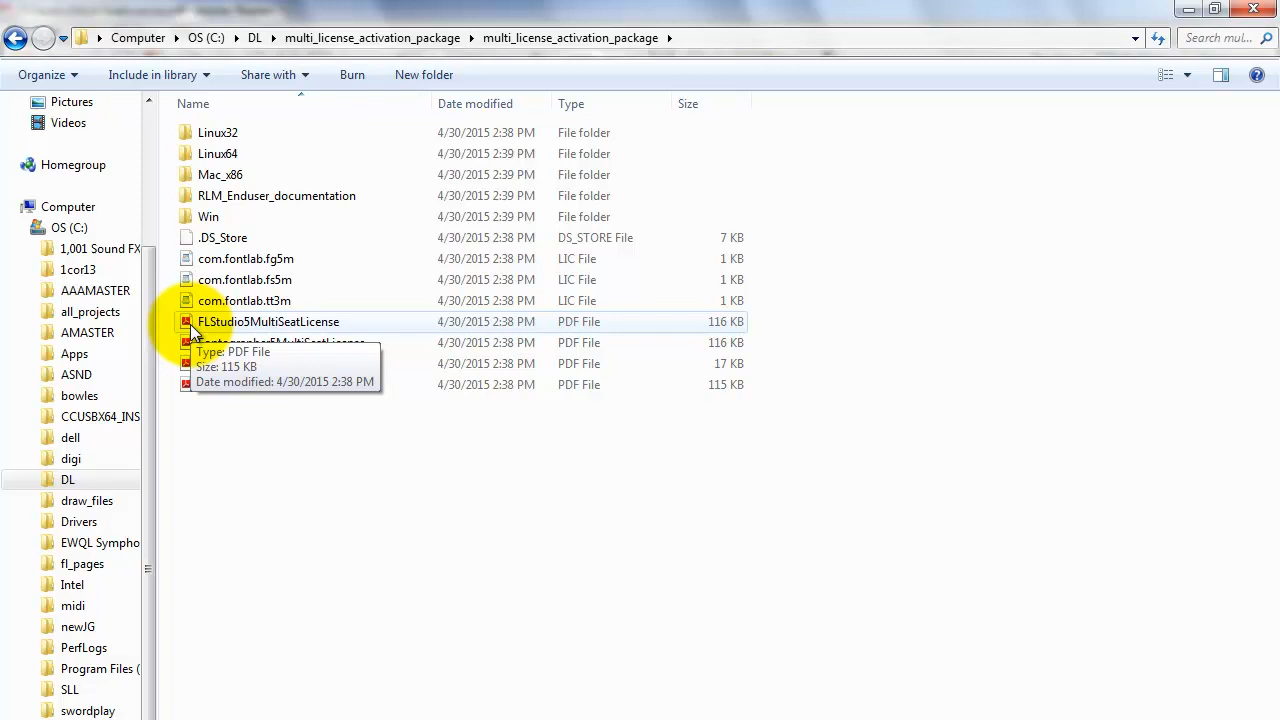 Computer OS (C:) DL multi_license_activation_packag multi_license_activation_package Search mul...
Organize Include in library Share with Burn New folder
Name Date modified Type Size
Pictures
Videos
Homegroup
Computer
OS (C:)
1,001 Sound FX
1cor13
AAAMASTER
all_projects
AMASTER
Apps
ASND
bowles
CCUSBX64_INS
dell
digi
DL
draw_files
Drivers
EWQL Sympho
fl_pages
Intel
midi
newJG
PerfLogs
Program Files (
SLL
swordplay
Linux32 4/30/2015 2:38 PM File folder
Linux64 4/30/2015 2:39 PM File folder
Mac_x86 4/30/2015 2:38 PM File folder
RLM_Enduser_documentation 4/30/2015 2:39 PM File folder
Win 4/30/2015 2:39 PM File folder
.DS_Store 4/30/2015 2:38 PM DS_STORE File 7 KB
com.fontlab.fg5m 4/30/2015 2:38 PM LIC File 1 KB
com.fontlab.fs5m 4/30/2015 2:38 PM LIC File 1 KB
com.fontlab.tt3m 4/30/2015 2:38 PM LIC File 1 KB
FLStudio5MultiSeatLicense 4/30/2015 2:38 PM PDF File 116 KB
Fontographer5MultiSeatLicense 4/30/2015 2:38 PM PDF File 116 KB
4/30/2015 2:38 PM PDF File 17 KB
4/30/2015 2:38 PM PDF File 115 KB
Type: PDF File
Size: 115 KB
Date modified: 4/30/2015 2:38 PM